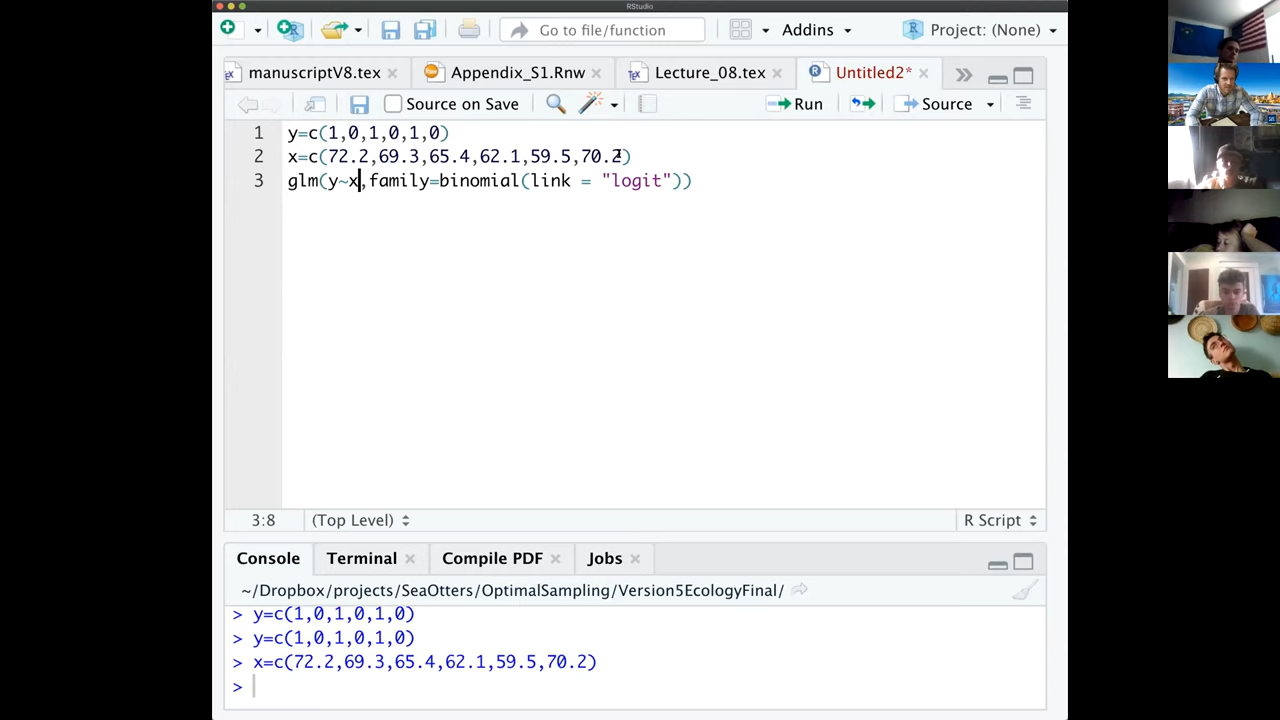 RStudio
Go to file/function
Addins
Project: (None)
manuscriptV8.tex
Appendix_S1.Rnw
Lecture_08.tex
Untitled2*
Source on Save
Run
Source
1 y=c(1,0,1,0,1,0)
2 x=c(72.2,69.3,65.4,62.1,59.5,70.2)
3 glm(y~x,family=binomial(link = "logit"))
3:8
(Top Level)
R Script
Console
Terminal
Compile PDF
Jobs
~/Dropbox/projects/SeaOtters/OptimalSampling/Version5EcologyFinal/
> y=c(1,0,1,0,1,0)
> y=c(1,0,1,0,1,0)
> x=c(72.2,69.3,65.4,62.1,59.5,70.2)
>